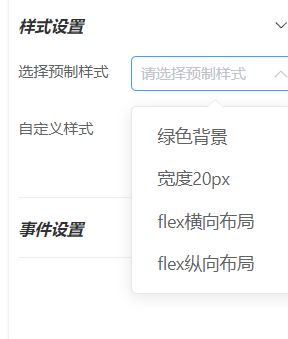 样式设置
选择预制样式 请选择预制样式
自定义样式
绿色背景
宽度20px
flex横向布局
flex纵向布局
事件设置